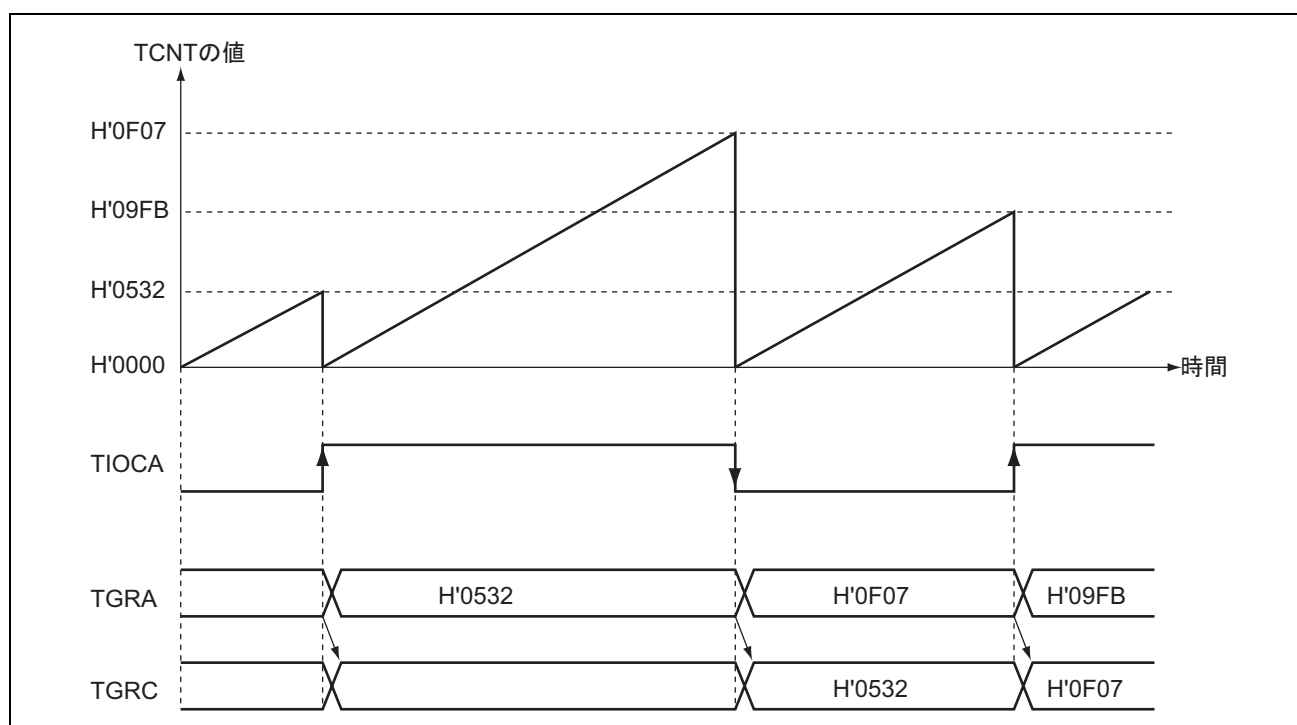 TCNTの値
H'0F07
H'09FB
H'0532
H'0000
時間
TIOCA
TGRA
H'0532
H'0F07
H'09FB
TGRC
H'0532
H'0F07